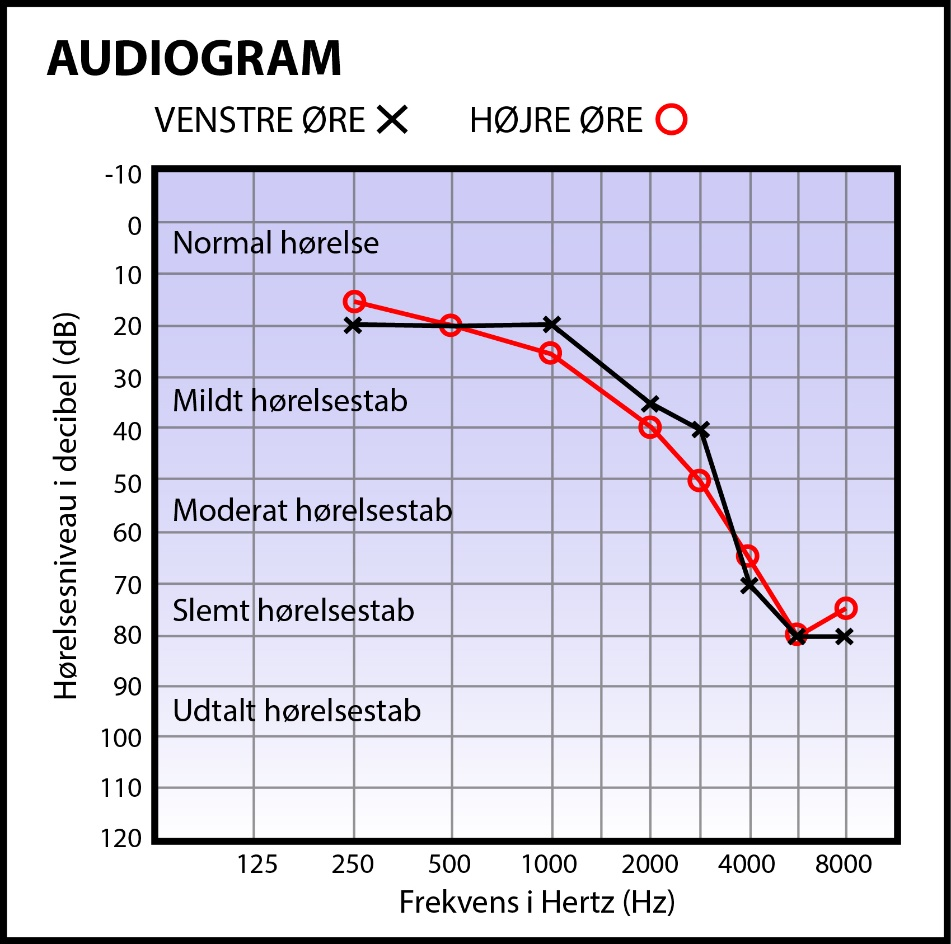 AUDIOGRAM
VENSTRE ØRE HØJRE ØRE
-10
0
Normal hørelse
10
20
30
Mildt hørelsestab
40
50
Moderat hørelsestab
60
70
Slemt hørelsestab
80
90
Udtalt hørelsestab
100
110
120
Hørelsesniveau i decibel (dB)
125 250 500 1000 2000 4000 8000
Frekvens i Hertz (Hz)